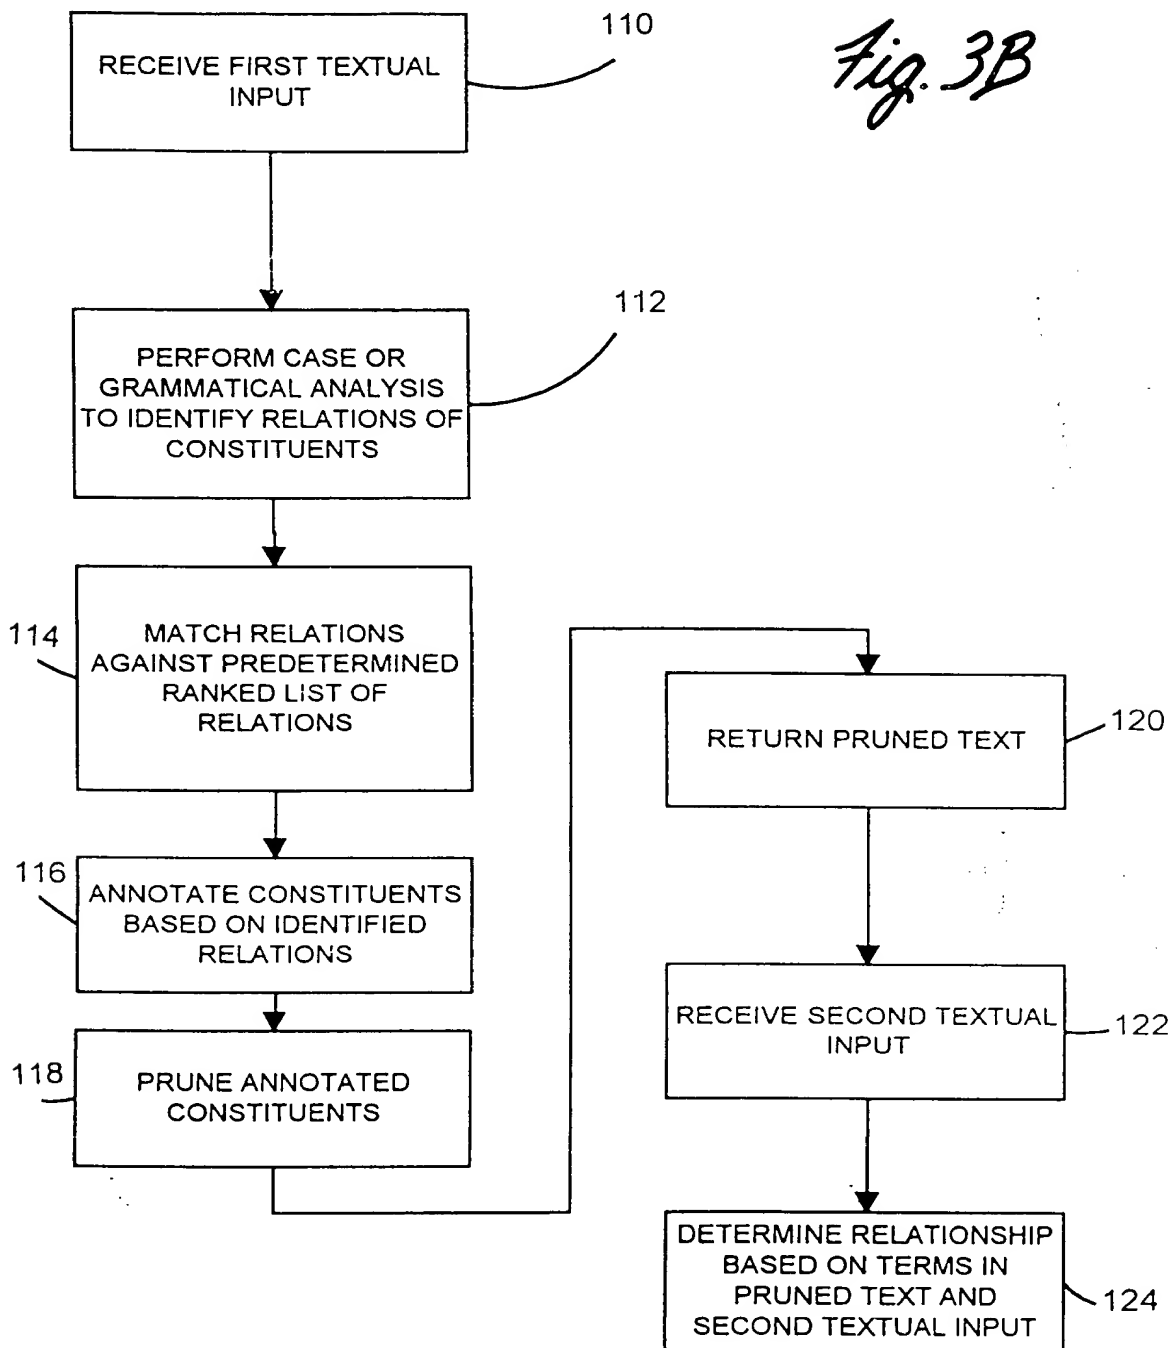 110
Fig. 3B
RECEIVE FIRST TEXTUAL
INPUT
112
PERFORM CASE OR
GRAMMATICAL ANALYSIS
TO IDENTIFY RELATIONS OF
CONSTITUENTS
114
MATCH RELATIONS
AGAINST PREDETERMINED
RANKED LIST OF
RELATIONS
116
ANNOTATE CONSTITUENTS
BASED ON IDENTIFIED
RELATIONS
118
PRUNE ANNOTATED
CONSTITUENTS
RETURN PRUNED TEXT
120
RECEIVE SECOND TEXTUAL
INPUT
122
DETERMINE RELATIONSHIP
BASED ON TERMS IN
PRUNED TEXT AND
SECOND TEXTUAL INPUT
124